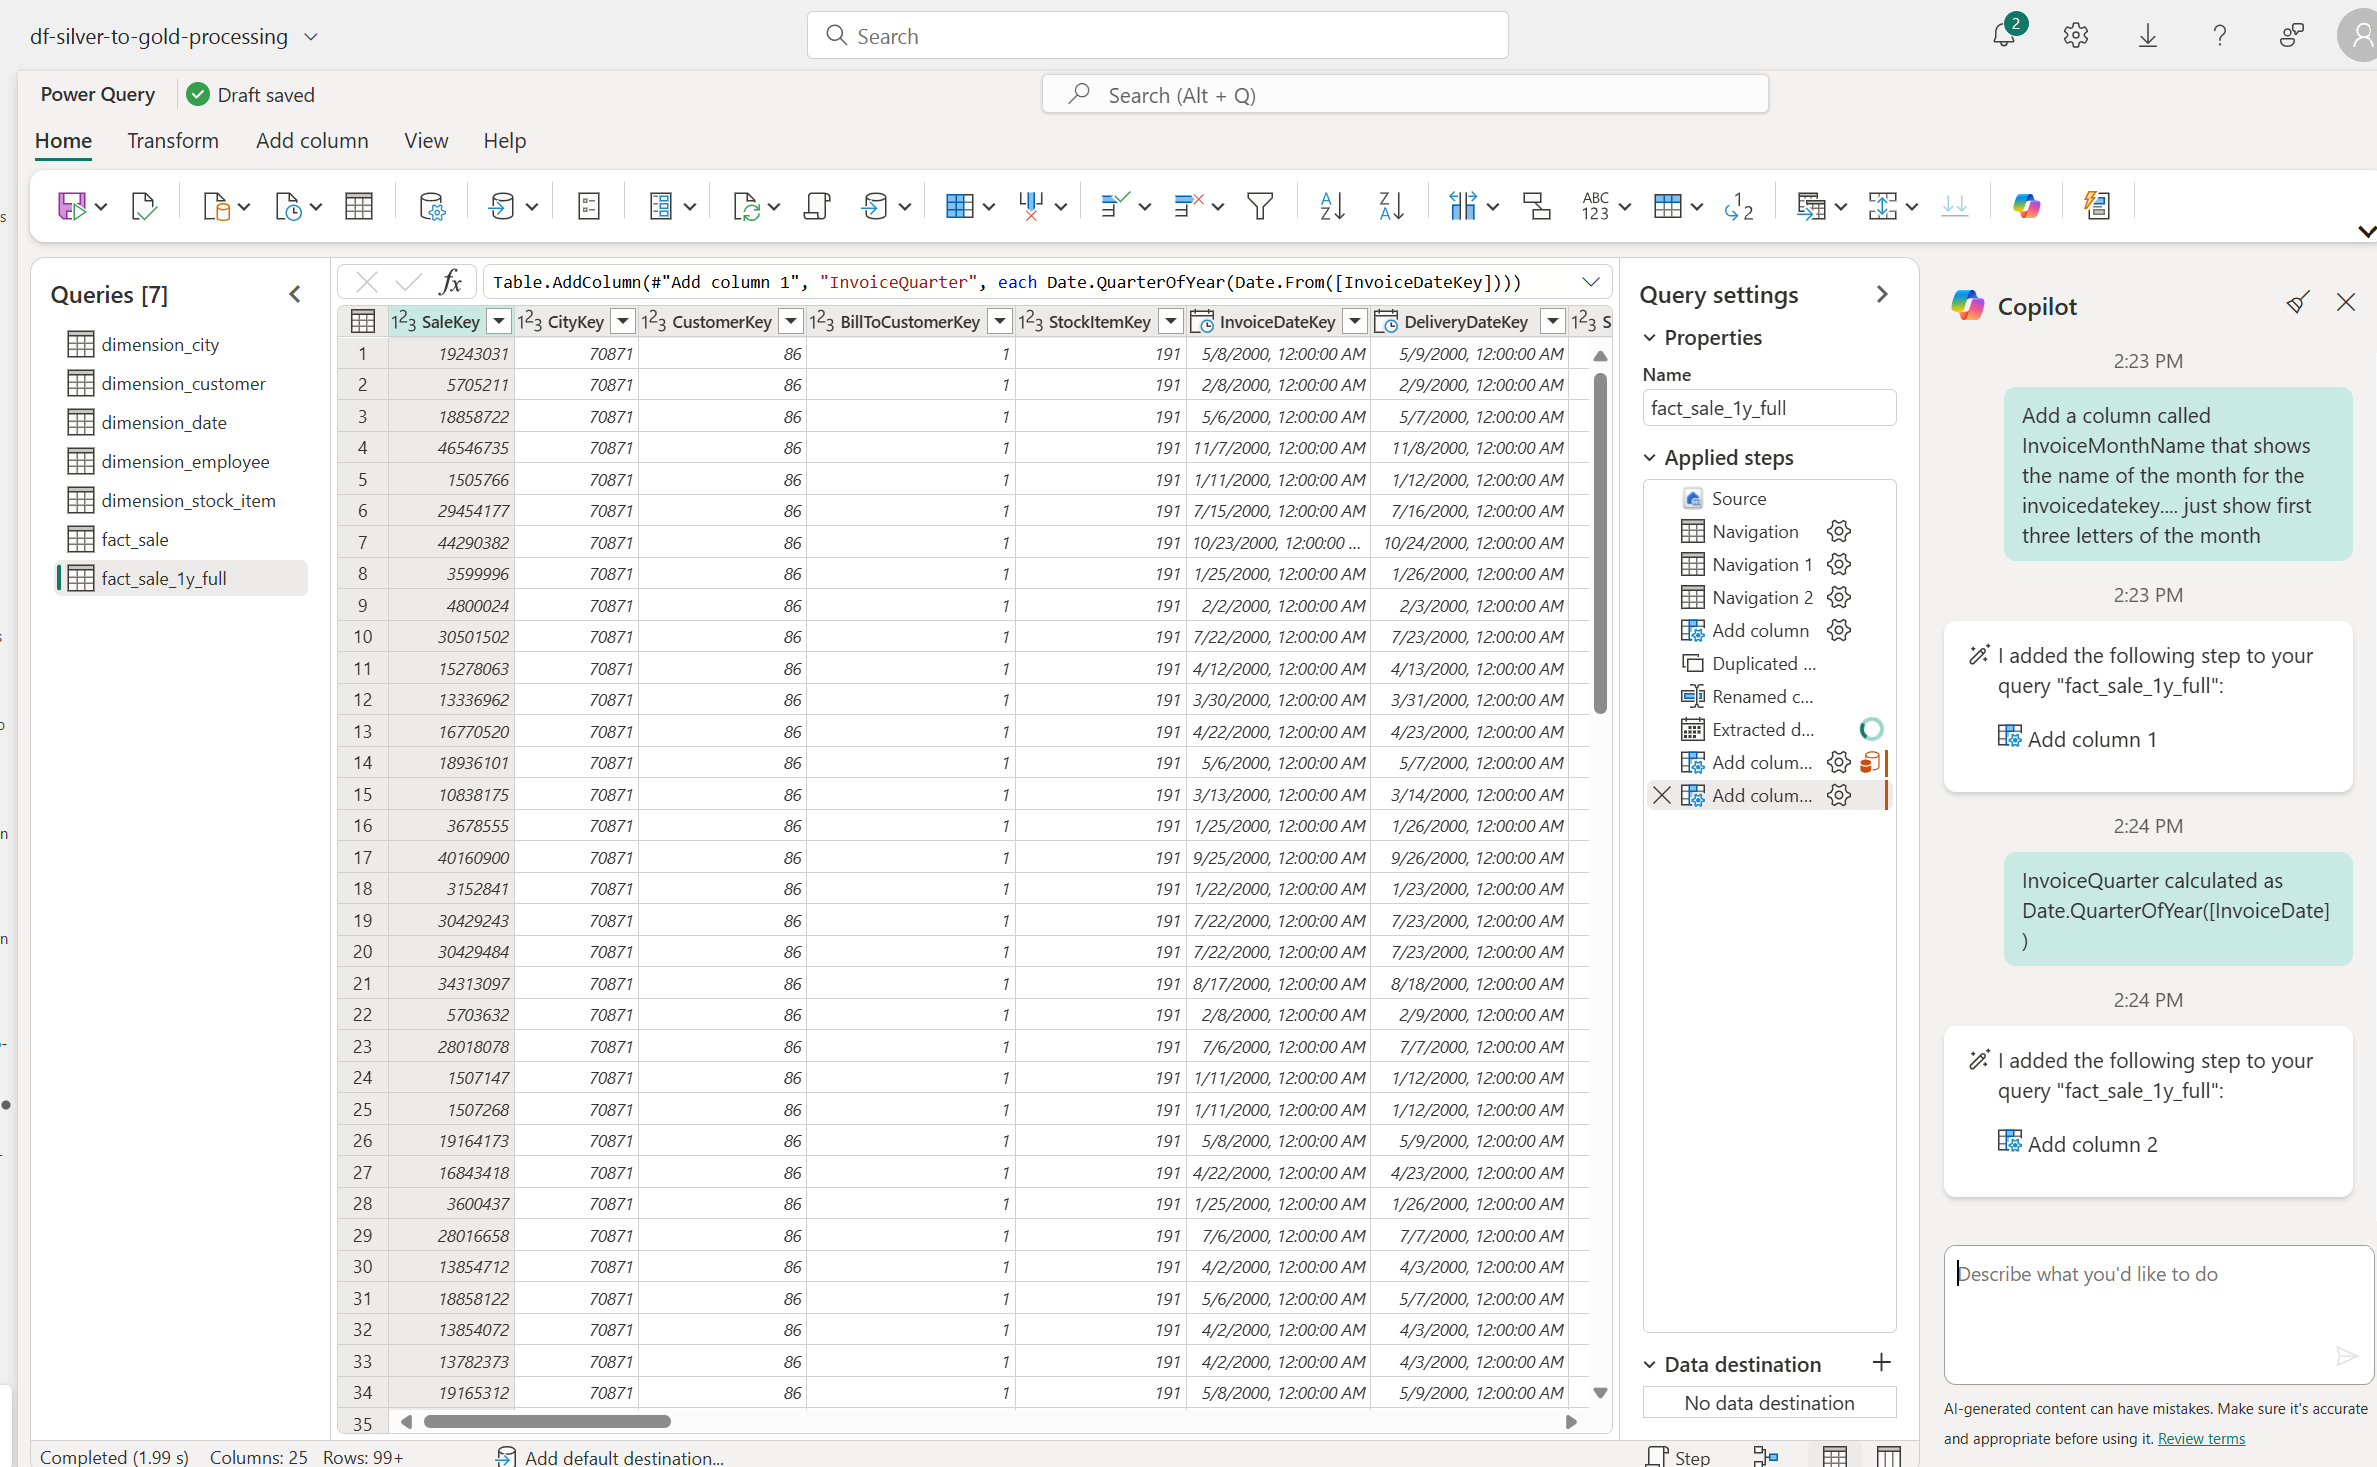 df-silver-to-gold-processing
Search
2
Power Query
Draft saved
Search (Alt + Q)
Home Transform Add column View Help
Queries [7]
dimension_city
dimension_customer
dimension_date
dimension_employee
dimension_stock_item
fact_sale
fact_sale_1y_full
fx Table.AddColumn(#"Add column 1", "InvoiceQuarter", each Date.QuarterOfYear(Date.From([InvoiceDateKey])))
SaleKey CityKey CustomerKey BillToCustomerKey StockItemKey InvoiceDateKey DeliveryDateKey S
1 19243031 70871 86 1 191 5/8/2000, 12:00:00 AM 5/9/2000, 12:00:00 AM
2 5705211 70871 86 1 191 2/8/2000, 12:00:00 AM 2/9/2000, 12:00:00 AM
3 18858722 70871 86 1 191 5/6/2000, 12:00:00 AM 5/7/2000, 12:00:00 AM
4 46546735 70871 86 1 191 11/7/2000, 12:00:00 AM 11/8/2000, 12:00:00 AM
5 1505766 70871 86 1 191 1/11/2000, 12:00:00 AM 1/12/2000, 12:00:00 AM
6 29454177 70871 86 1 191 7/15/2000, 12:00:00 AM 7/16/2000, 12:00:00 AM
7 44290382 70871 86 1 191 10/23/2000, 12:00:00 ... 10/24/2000, 12:00:00 AM
8 3599996 70871 86 1 191 1/25/2000, 12:00:00 AM 1/26/2000, 12:00:00 AM
9 4800024 70871 86 1 191 2/2/2000, 12:00:00 AM 2/3/2000, 12:00:00 AM
10 30501502 70871 86 1 191 7/22/2000, 12:00:00 AM 7/23/2000, 12:00:00 AM
11 15278063 70871 86 1 191 4/12/2000, 12:00:00 AM 4/13/2000, 12:00:00 AM
12 13336962 70871 86 1 191 3/30/2000, 12:00:00 AM 3/31/2000, 12:00:00 AM
13 16770520 70871 86 1 191 4/22/2000, 12:00:00 AM 4/23/2000, 12:00:00 AM
14 18936101 70871 86 1 191 5/6/2000, 12:00:00 AM 5/7/2000, 12:00:00 AM
15 10838175 70871 86 1 191 3/13/2000, 12:00:00 AM 3/14/2000, 12:00:00 AM
16 3678555 70871 86 1 191 1/25/2000, 12:00:00 AM 1/26/2000, 12:00:00 AM
17 40160900 70871 86 1 191 9/25/2000, 12:00:00 AM 9/26/2000, 12:00:00 AM
18 3152841 70871 86 1 191 1/22/2000, 12:00:00 AM 1/23/2000, 12:00:00 AM
19 30429243 70871 86 1 191 7/22/2000, 12:00:00 AM 7/23/2000, 12:00:00 AM
20 30429484 70871 86 1 191 7/22/2000, 12:00:00 AM 7/23/2000, 12:00:00 AM
21 34313097 70871 86 1 191 8/17/2000, 12:00:00 AM 8/18/2000, 12:00:00 AM
22 5703632 70871 86 1 191 2/8/2000, 12:00:00 AM 2/9/2000, 12:00:00 AM
23 28018078 70871 86 1 191 7/6/2000, 12:00:00 AM 7/7/2000, 12:00:00 AM
24 1507147 70871 86 1 191 1/11/2000, 12:00:00 AM 1/12/2000, 12:00:00 AM
25 1507268 70871 86 1 191 1/11/2000, 12:00:00 AM 1/12/2000, 12:00:00 AM
26 19164173 70871 86 1 191 5/8/2000, 12:00:00 AM 5/9/2000, 12:00:00 AM
27 16843418 70871 86 1 191 4/22/2000, 12:00:00 AM 4/23/2000, 12:00:00 AM
28 3600437 70871 86 1 191 1/25/2000, 12:00:00 AM 1/26/2000, 12:00:00 AM
29 28016658 70871 86 1 191 7/6/2000, 12:00:00 AM 7/7/2000, 12:00:00 AM
30 13854712 70871 86 1 191 4/2/2000, 12:00:00 AM 4/3/2000, 12:00:00 AM
31 18858122 70871 86 1 191 5/6/2000, 12:00:00 AM 5/7/2000, 12:00:00 AM
32 13854072 70871 86 1 191 4/2/2000, 12:00:00 AM 4/3/2000, 12:00:00 AM
33 13782373 70871 86 1 191 4/2/2000, 12:00:00 AM 4/3/2000, 12:00:00 AM
34 19165312 70871 86 1 191 5/8/2000, 12:00:00 AM 5/9/2000, 12:00:00 AM
35
Completed (1.99 s) Columns: 25 Rows: 99+
Add default destination...
Step
Query settings
Properties
Name
fact_sale_1y_full
Applied steps
Source
Navigation
Navigation 1
Navigation 2
Add column
Duplicated ...
Renamed c...
Extracted d...
Add colum...
Add colum...
Data destination
No data destination
Copilot
2:23 PM
Add a column called
InvoiceMonthName that shows
the name of the month for the
invoicedatekey.... just show first
three letters of the month
2:23 PM
I added the following step to your
query "fact_sale_1y_full":
Add column 1
2:24 PM
InvoiceQuarter calculated as
Date.QuarterOfYear([InvoiceDate]
)
2:24 PM
I added the following step to your
query "fact_sale_1y_full":
Add column 2
Describe what you'd like to do
AI-generated content can have mistakes. Make sure it's accurate
and appropriate before using it. Review terms